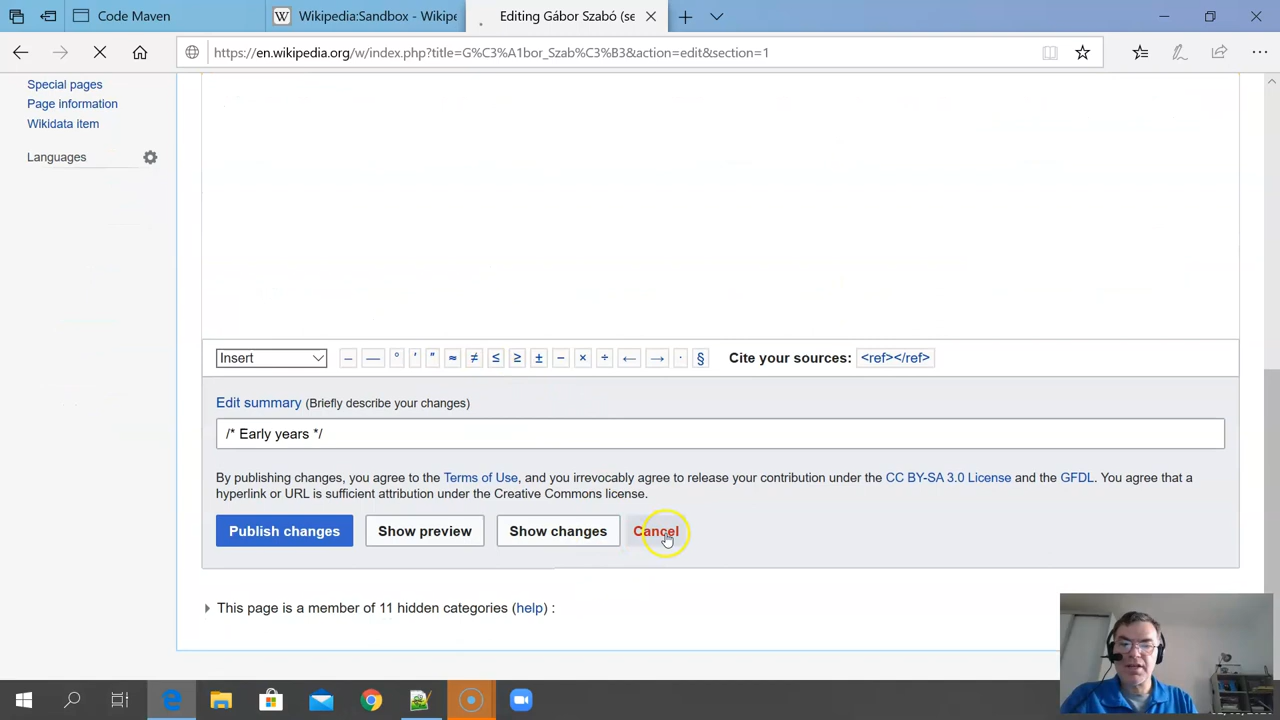 Code Maven
Wikipedia:Sandbox - Wikipe
Editing Gábor Szabó (se
https://en.wikipedia.org/w/index.php?title=G%C3%A1bor_Szab%C3%B3&action=edit&section=1
Special pages
Page information
Wikidata item
Languages
Insert
– — ° ′ ″ ≈ ≠ ≤ ≥ ± − × ÷ ← → · §
Cite your sources: <ref></ref>
Edit summary (Briefly describe your changes)
/* Early years */
By publishing changes, you agree to the Terms of Use, and you irrevocably agree to release your contribution under the CC BY-SA 3.0 License and the GFDL. You agree that a
hyperlink or URL is sufficient attribution under the Creative Commons license.
Publish changes
Show preview
Show changes
Cancel
This page is a member of 11 hidden categories (help) :